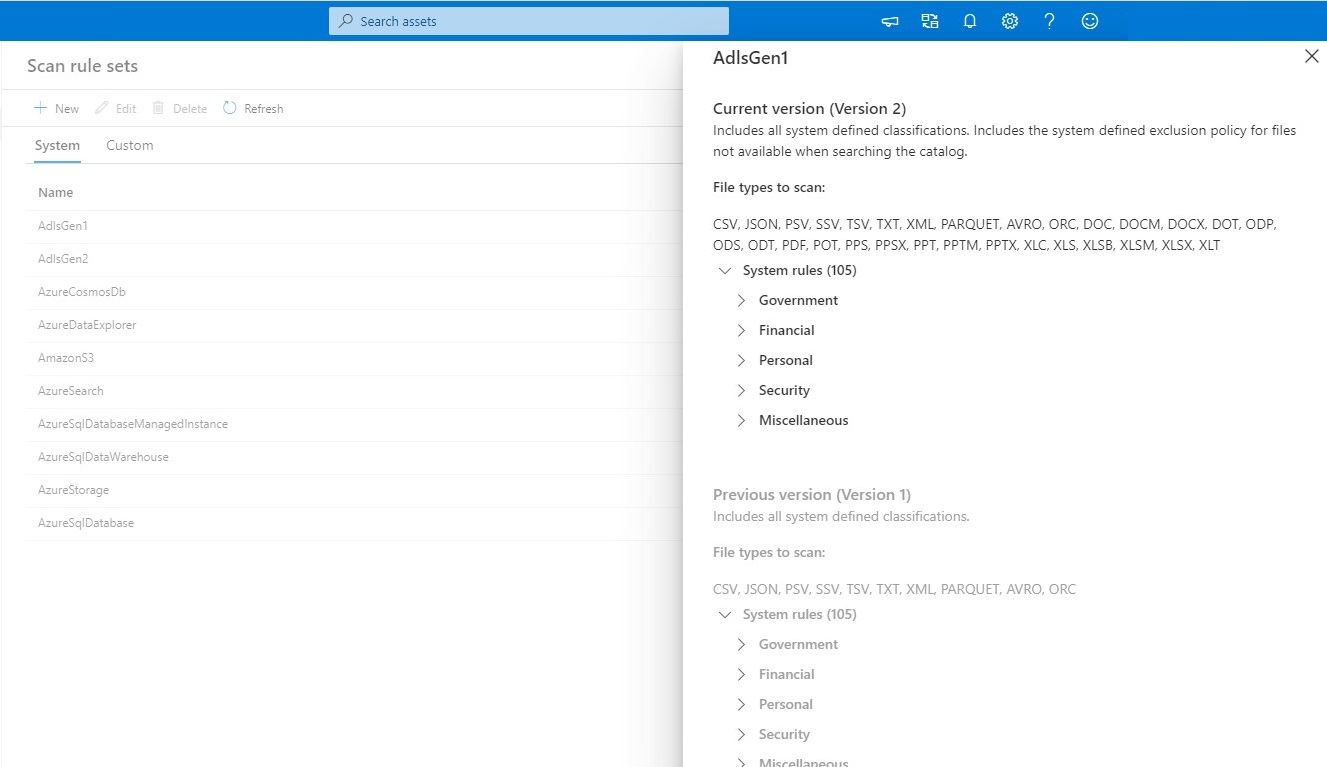 Search assets
Scan rule sets
New Edit Delete Refresh
System Custom
Name
AdlsGen1
AdlsGen2
AzureCosmosDb
AzureDataExplorer
AmazonS3
AzureSearch
AzureSqlDatabaseManagedInstance
AzureSqlDataWarehouse
AzureStorage
AzureSqlDatabase
AdlsGen1
Current version (Version 2)
Includes all system defined classifications. Includes the system defined exclusion policy for files
not available when searching the catalog.
File types to scan:
CSV, JSON, PSV, SSV, TSV, TXT, XML, PARQUET, AVRO, ORC, DOC, DOCM, DOCX, DOT, ODP,
ODS, ODT, PDF, POT, PPS, PPSX, PPT, PPTM, PPTX, XLC, XLS, XLSB, XLSM, XLSX, XLT
System rules (105)
Government
Financial
Personal
Security
Miscellaneous
Previous version (Version 1)
Includes all system defined classifications.
File types to scan:
CSV, JSON, PSV, SSV, TSV, TXT, XML, PARQUET, AVRO, ORC
System rules (105)
Government
Financial
Personal
Security
Miscellaneous